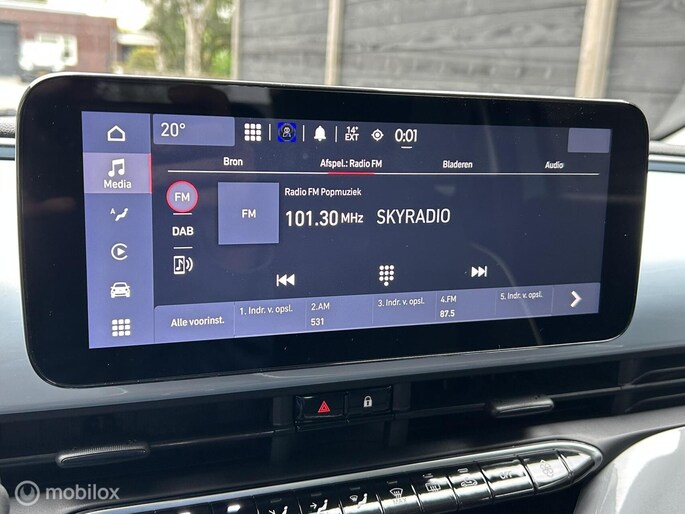 20°
14°
EXT
0:01
Media
Bron
Afspel.: Radio FM
Bladeren
Audio
FM
DAB
FM
Radio FM Popmuziek
101.30 MHz SKYRADIO
A
Alle voorinst.
1. Indr. v. opsl.
2.AM
531
3. Indr. v. opsl.
4.FM
87.5
5. Indr. v. opsl.
OFF
mobilox